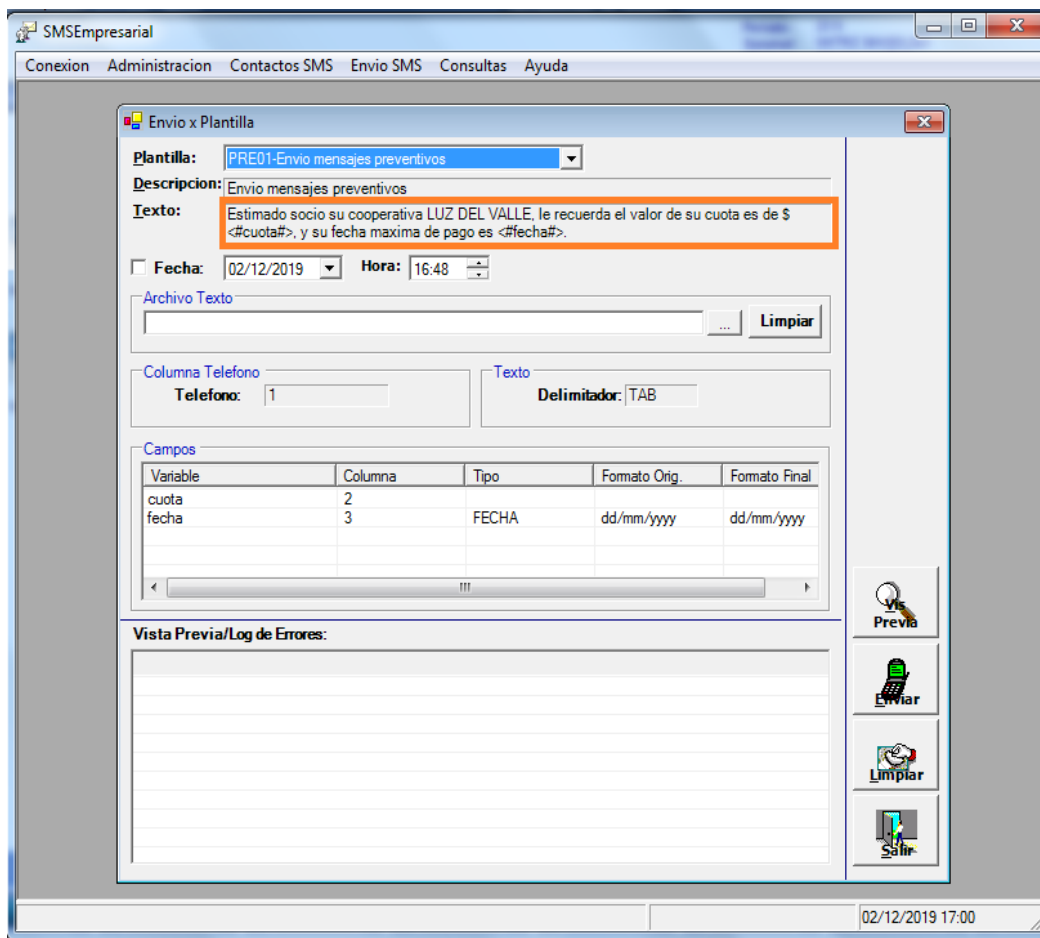 SMSEmpresarial
Conexion Administracion Contactos SMS Envio SMS Consultas Ayuda
Envio x Plantilla
Plantilla: PRE01-Envio mensajes preventivos
Descripcion: Envio mensajes preventivos
Texto: Estimado socio su cooperativa LUZ DEL VALLE, le recuerda el valor de su cuota es de $
<#cuota#>, y su fecha maxima de pago es <#fecha#>.
Fecha: 02/12/2019 Hora: 16:48
Archivo Texto
... Limpiar
Columna Telefono Texto
Telefono: 1 Delimitador: TAB
Campos
Variable Columna Tipo Formato Orig. Formato Final
cuota 2
fecha 3 FECHA dd/mm/yyyy dd/mm/yyyy
Vis
Previa
Vista Previa/Log de Errores:
Enviar
Limpiar
Salir
02/12/2019 17:00